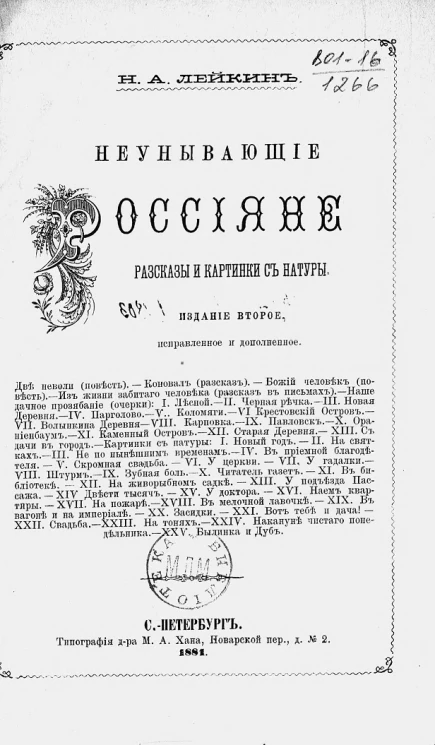 Н. А. ЛЕЙКИНЪ.
801-16
1266
НЕУНЫВАЮЩІЕ
РОССІЯНЕ
РАЗСКАЗЫ И КАРТИНКИ СЪ НАТУРЫ.
ИЗДАНІЕ ВТОРОЕ,
исправленное и дополненное.
Двѣ неволи (повѣсть). — Коновалъ (разсказъ). — Божій человѣкъ (по-
вѣсть).—Изъ жизни забитаго человѣка (разсказъ въ письмахъ).—Наше
дачное прозябаніе (очерки): I. Лѣсной.—II. Черная рѣчка.—III. Новая
Деревня.—IV. Парголово.—V. Коломяги.—VI Крестовскій Островъ.—
VII. Волынкина Деревня—VIII. Карповка.—IX. Павловскъ.—X. Ора-
ніенбаумъ.—XI. Каменный Островъ.—XII. Старая Деревня.— XIII. Съ
дачи въ городъ.—Картинки съ натуры: I. Новый годъ. — II. На свят-
кахъ.—III. Не по нынѣшнимъ временамъ.—IV. Въ пріемной благодѣ-
теля. — V. Скромная свадьба. — VI. У церкви. — VII. У гадалки.—
VIII. Штурмъ.—IX. Зубная боль.—X. Читатель газетъ. — XI. Въ би-
бліотекѣ. — XII. На живорыбномъ садкѣ. — XIII. У подъѣзда Пас-
сажа. — XIV Двѣсти тысячъ. — XV. У доктора. — XVI. Наемъ квар-
тиры. — XVII. На пожарѣ.—XVIII. Въ мелочной лавочкѣ. — XIX. Въ
вагонѣ и на имперіалѣ. — XX. Засидки. — XXI. Вотъ тебѣ и дача! —
XXII. Свадьба.—XXIII. На тоняхъ.—XXIV. Наканунѣ чистаго поне-
дѣльника.—XXV. Былинка и Дубъ.
С.-ПЕТЕРБУРГЪ.
Типографія д-ра М. А. Хана, Поварской пер., д. № 2.
1881.